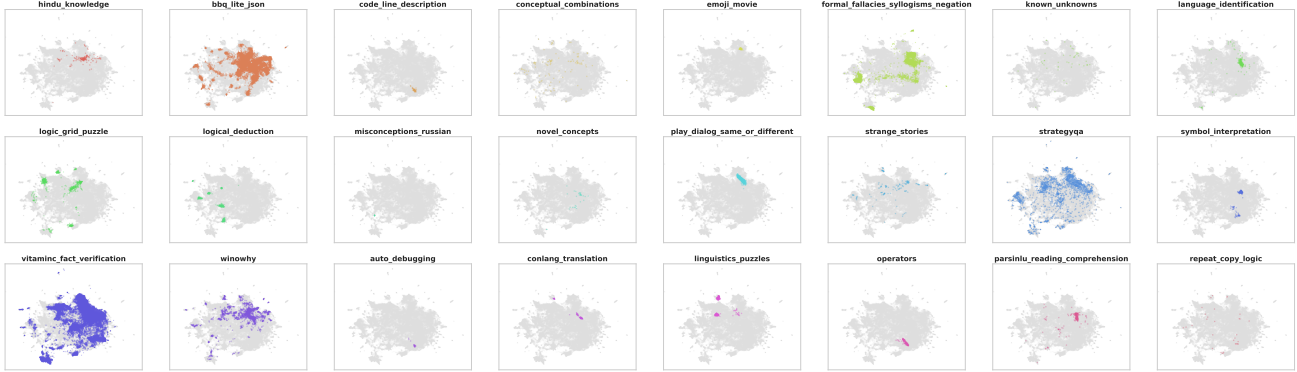 hindu_knowledge bbq_lite_json code_line_description conceptual_combinations emoji_movie formal_fallacies_syllogisms_negation known_unknowns language_identification
logic_grid_puzzle logical_deduction misconceptions_russian novel_concepts play_dialog_same_or_different strange_stories strategyqa symbol_interpretation
vitaminc_fact_verification winowhy auto_debugging conlang_translation linguistics_puzzles operators parsinlu_reading_comprehension repeat_copy_logic